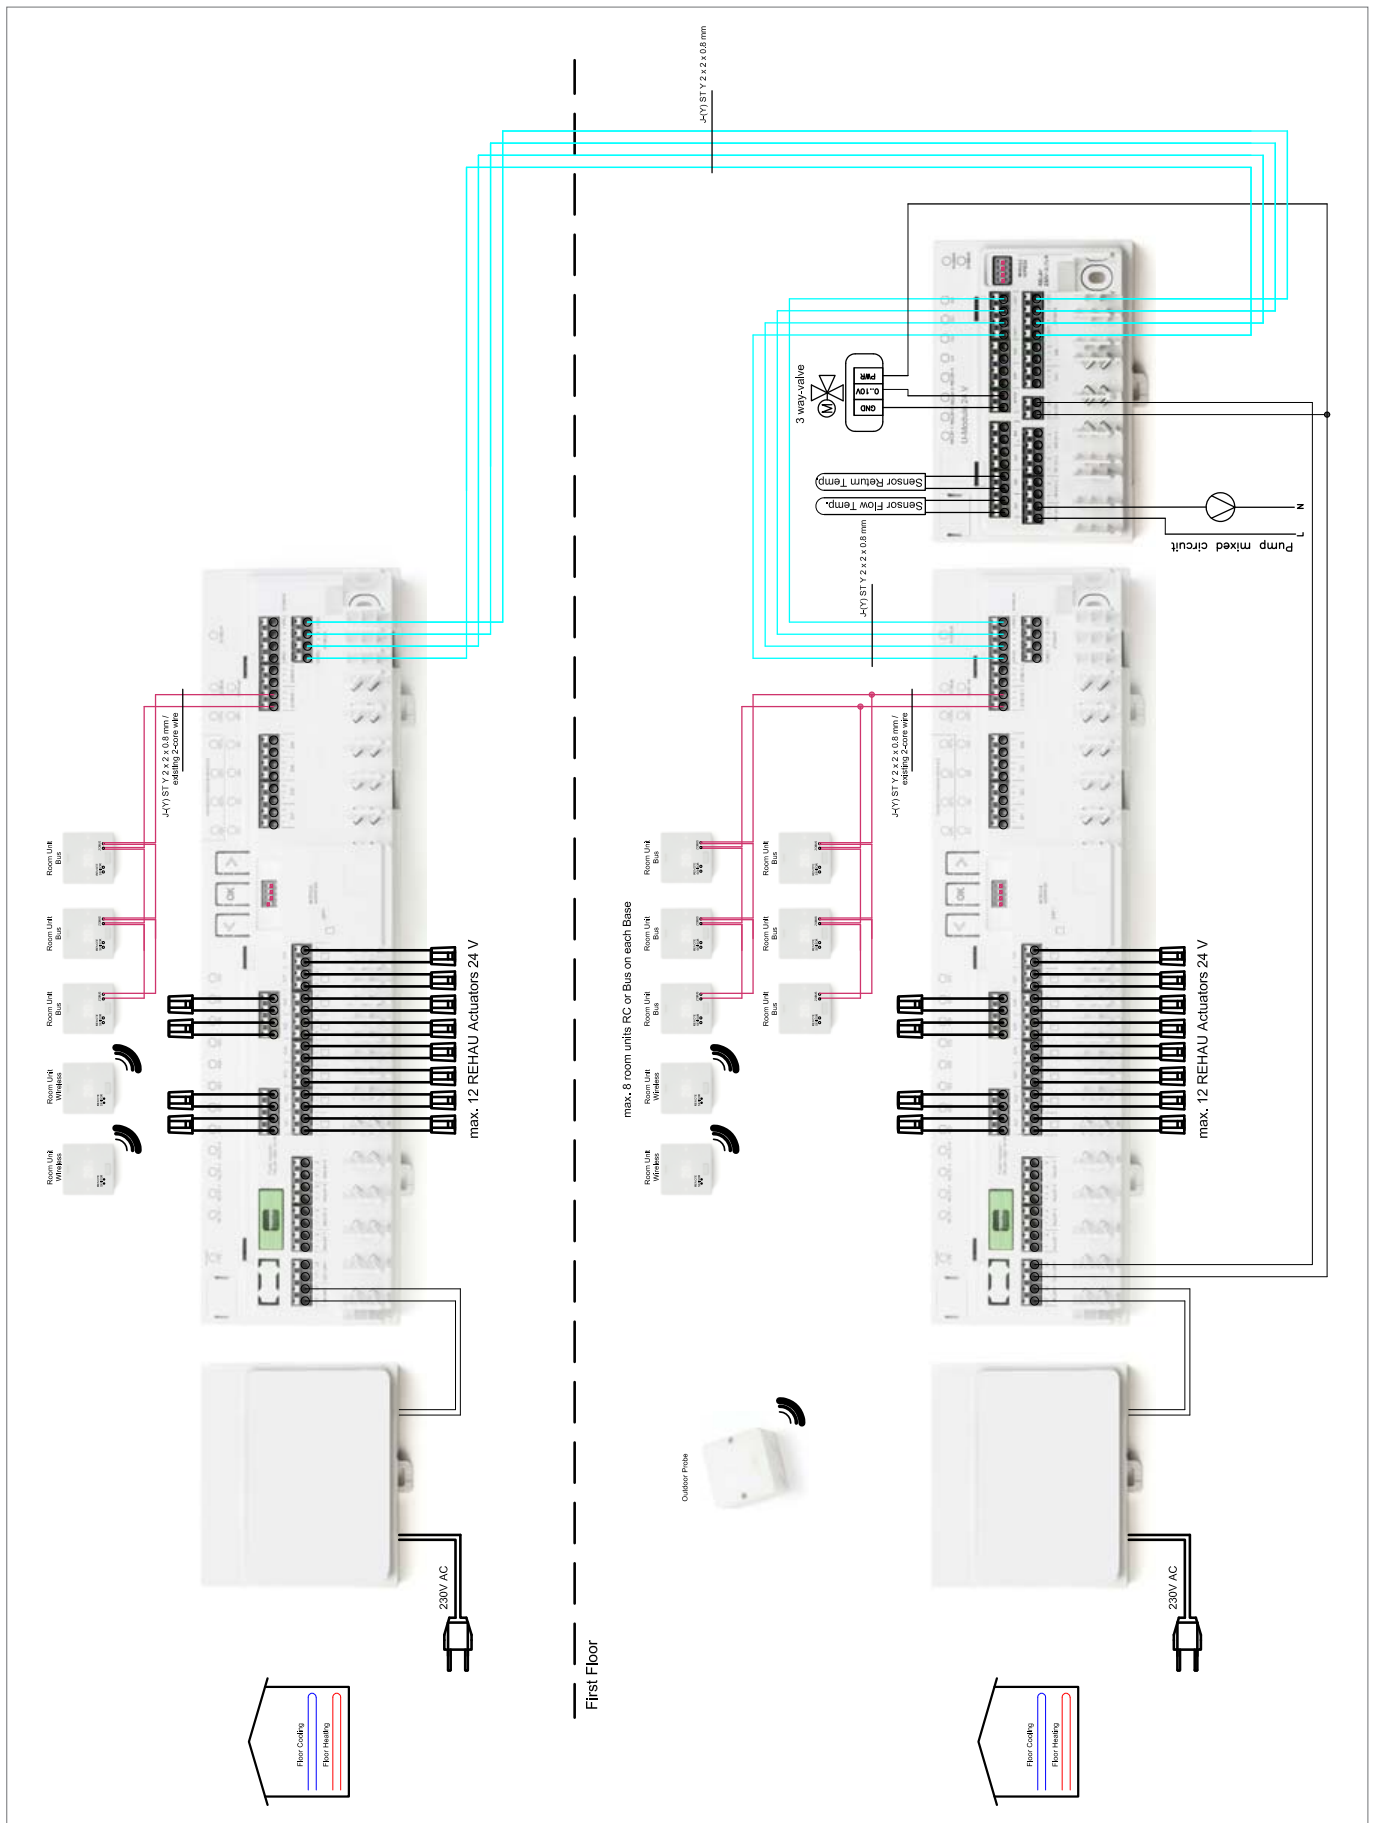 J-(Y) ST Y 2 x 2 x 0.8 mm
3 way-valve
M
PWR
0..10V
GND
U-Module 24 V
Sensor Return Temp.
Sensor Flow Temp.
Pump mixed circuit
L
N
J-(Y) ST Y 2 x 2 x 0.8 mm
J-(Y) ST Y 2 x 2 x 0.8 mm /
existing 2-core wire
J-(Y) ST Y 2 x 2 x 0.8 mm /
existing 2-core wire
Room Unit
Bus
Room Unit
Bus
Room Unit
Bus
Room Unit
Wireless
Room Unit
Wireless
OK
max. 12 REHAU Actuators 24 V
230V AC
Floor Cooling
Floor Heating
First Floor
max. 8 room units RC or Bus on each Base
Room Unit
Bus
Room Unit
Bus
Room Unit
Bus
Room Unit
Wireless
Room Unit
Wireless
Room Unit
Bus
Room Unit
Bus
Room Unit
Bus
Outdoor Probe
OK
max. 12 REHAU Actuators 24 V
230V AC
Floor Cooling
Floor Heating